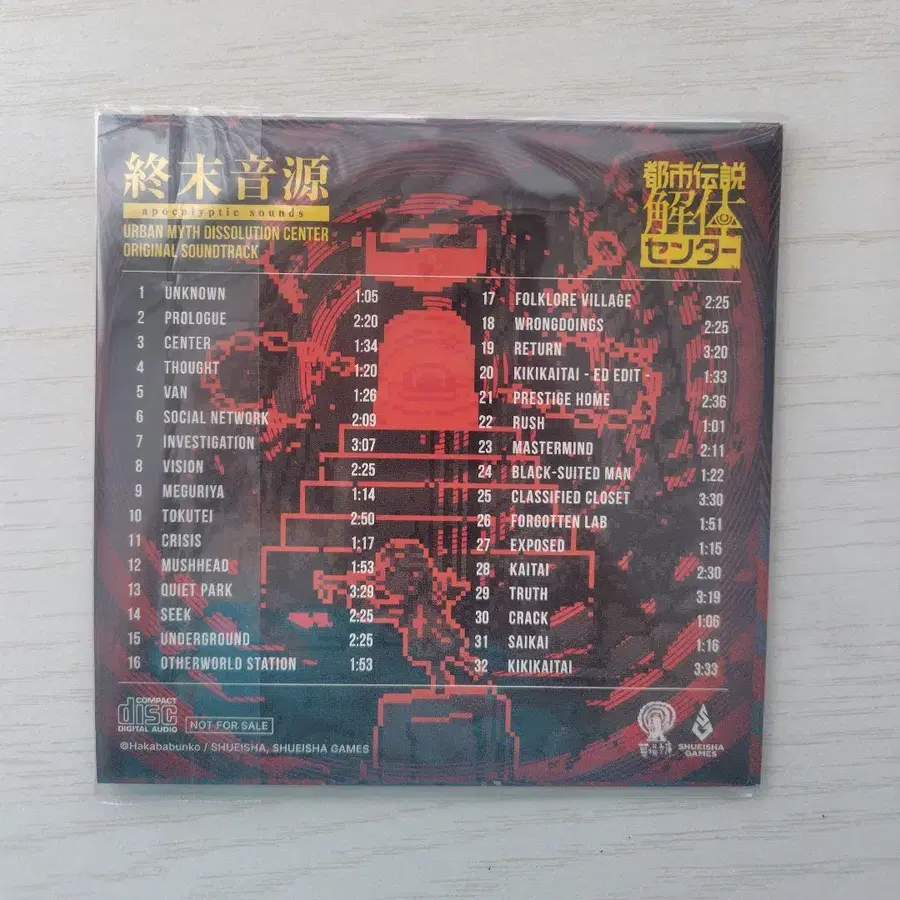 終末音源
apocalyptic sounds
URBAN MYTH DISSOLUTION CENTER
ORIGINAL SOUNDTRACK
都市伝説
解体
センター
1 UNKNOWN 1:05
2 PROLOGUE 2:20
3 CENTER 1:34
4 THOUGHT 1:20
5 VAN 1:26
6 SOCIAL NETWORK 2:09
7 INVESTIGATION 3:07
8 VISION 2:25
9 MEGURIYA 1:14
10 TOKUTEI 2:50
11 CRISIS 1:17
12 MUSHHEAD 1:53
13 QUIET PARK 3:28
14 SEEK 2:25
15 UNDERGROUND 2:25
16 OTHERWORLD STATION 1:53
17 FOLKLORE VILLAGE 2:25
18 WRONGDOINGS 2:25
19 RETURN 3:20
20 KIKIKAITAI - ED EDIT - 1:33
21 PRESTIGE HOME 2:36
22 RUSH 1:01
23 MASTERMIND 2:11
24 BLACK-SUITED MAN 1:22
25 CLASSIFIED CLOSET 3:30
26 FORGOTTEN LAB 1:51
27 EXPOSED 1:15
28 KAITAI 2:30
29 TRUTH 3:19
30 CRACK 1:06
31 SAIKAI 1:16
32 KIKIKAITAI 3:33
COMPACT
disc
DIGITAL AUDIO
NOT FOR SALE
©Hakababunko / SHUEISHA, SHUEISHA GAMES
SHUEISHA
GAMES